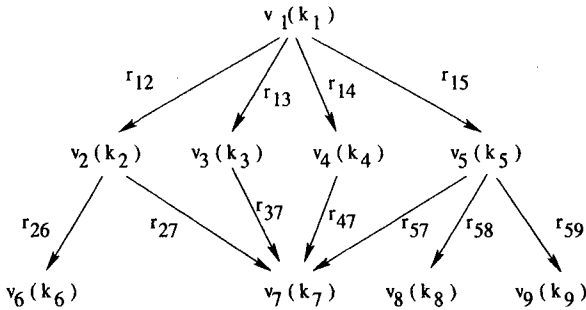 v1(k1)
r12 r13 r14 r15
v2(k2) v3(k3) v4(k4) v5(k5)
r26 r27 r37 r47 r57 r58 r59
v6(k6) v7(k7) v8(k8) v9(k9)